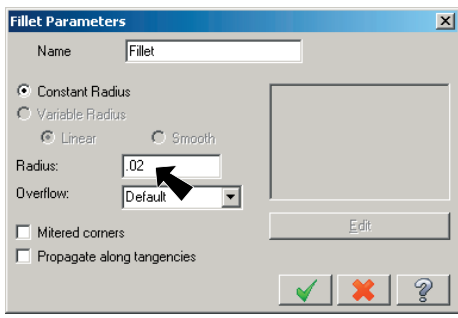 Fillet Parameters
Name Fillet
Constant Radius
Variable Radius
Linear Smooth
Radius: .02
Overflow: Default
Edit
Mitered corners
Propagate along tangencies